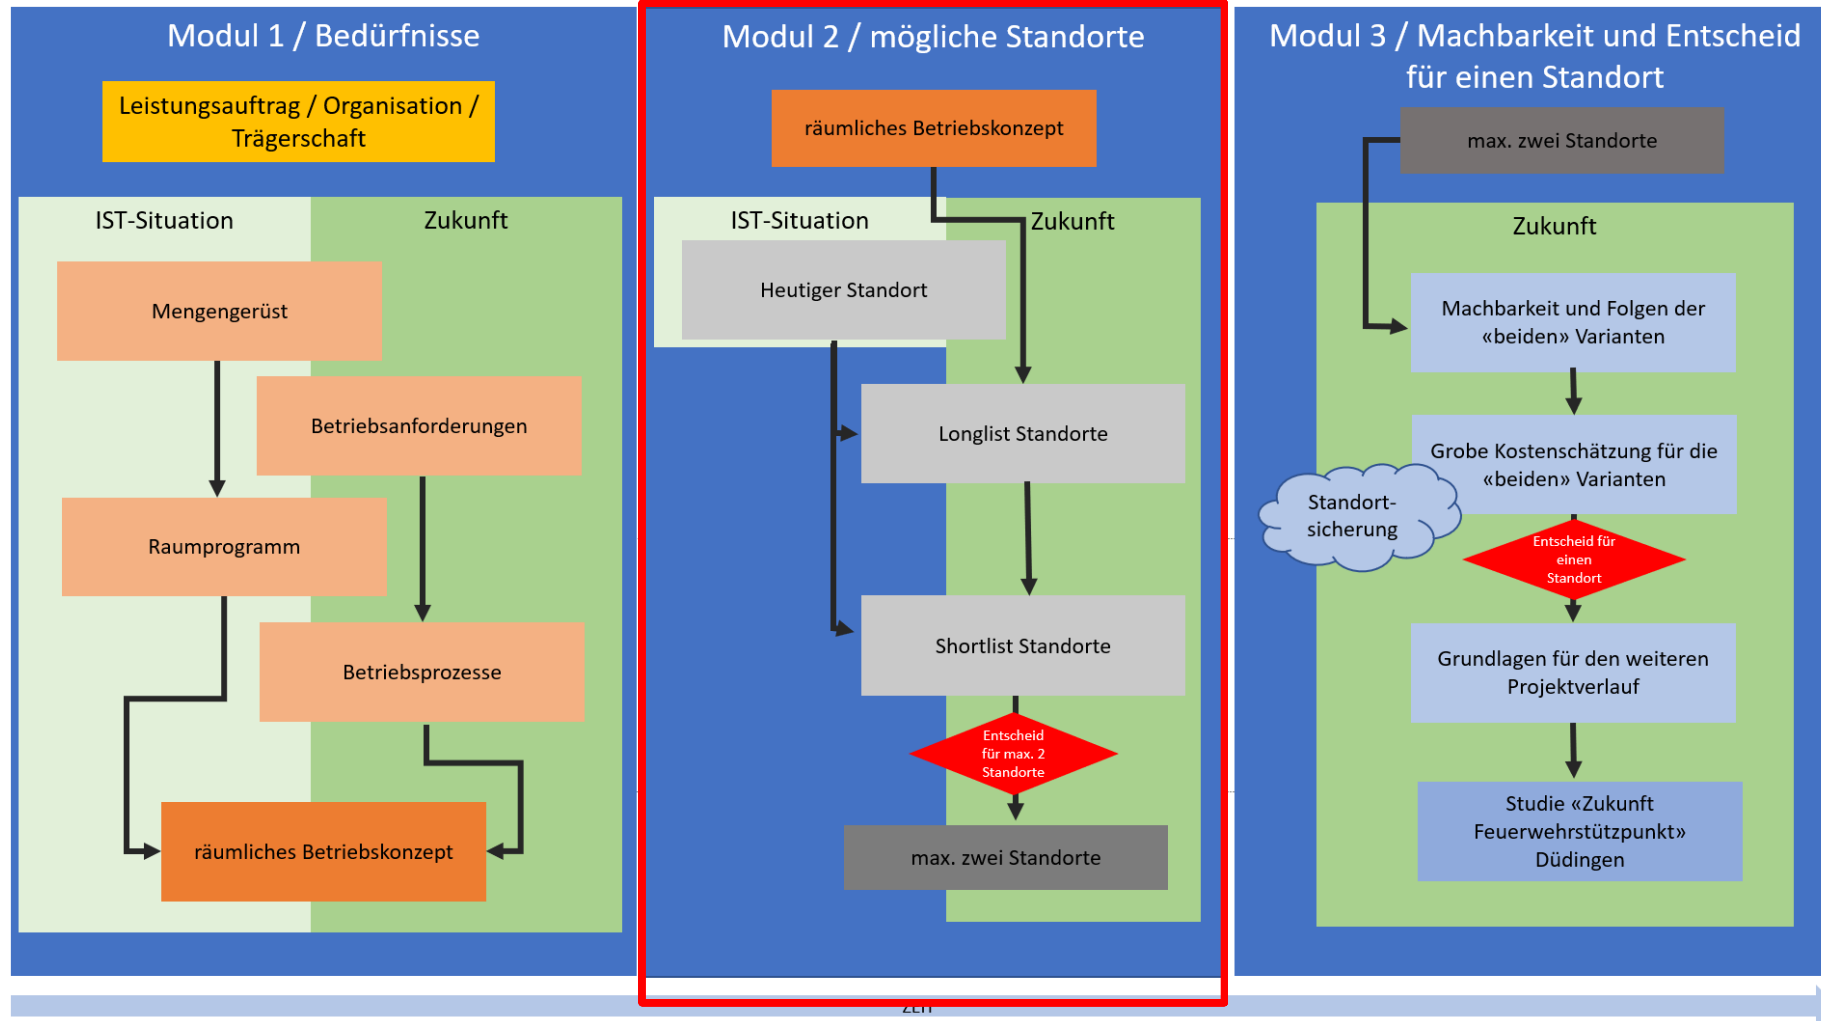 Modul 1 / Bedürfnisse
Leistungsauftrag / Organisation /
Trägerschaft
IST-Situation
Zukunft
Mengengerüst
Betriebsanforderungen
Raumprogramm
Betriebsprozesse
räumliches Betriebskonzept
Modul 2 / mögliche Standorte
räumliches Betriebskonzept
IST-Situation
Zukunft
Heutiger Standort
Longlist Standorte
Shortlist Standorte
Entscheid
für max. 2
Standorte
max. zwei Standorte
Modul 3 / Machbarkeit und Entscheid
für einen Standort
max. zwei Standorte
Zukunft
Machbarkeit und Folgen der
«beiden» Varianten
Grobe Kostenschätzung für die
«beiden» Varianten
Standort-
sicherung
Entscheid für
einen
Standort
Grundlagen für den weiteren
Projektverlauf
Studie «Zukunft
Feuerwehrstützpunkt»
Düdingen
ZEIT